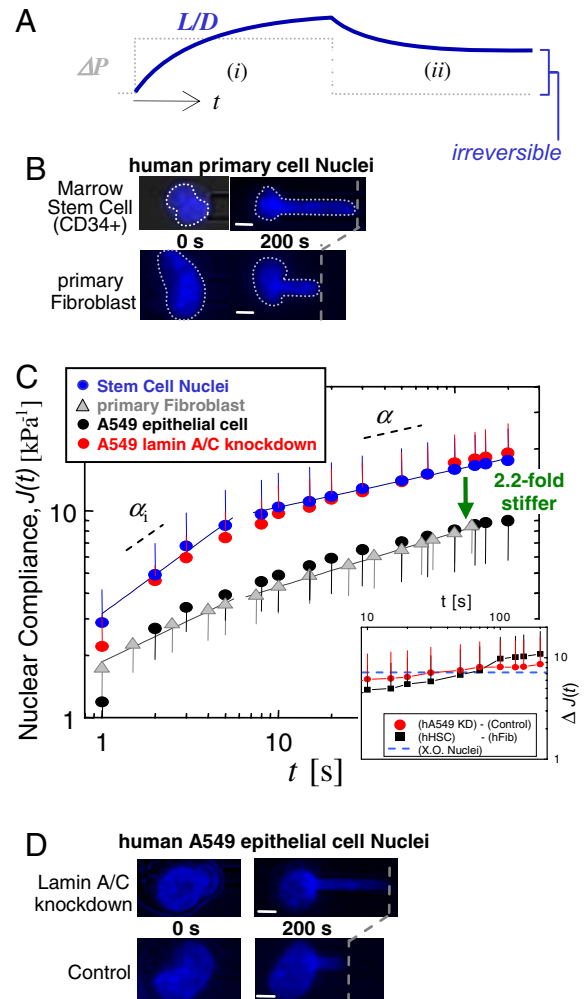 A
L/D
ΔP
(i)
(ii)
t
irreversible
B
human primary cell Nuclei
Marrow
Stem Cell
(CD34+)
0 s
200 s
primary
Fibroblast
C
Stem Cell Nuclei
primary Fibroblast
A549 epithelial cell
A549 lamin A/C knockdown
Nuclear Compliance, J(t) [kPa-1]
α
αi
2.2-fold
stiffer
10
1
1
10
t [s]
t [s]
10
100
10
1
Δ J(t)
(hA549 KD) - (Control)
(hHSC) - (hFib)
(X.O. Nuclei)
D
human A549 epithelial cell Nuclei
Lamin A/C
knockdown
0 s
200 s
Control